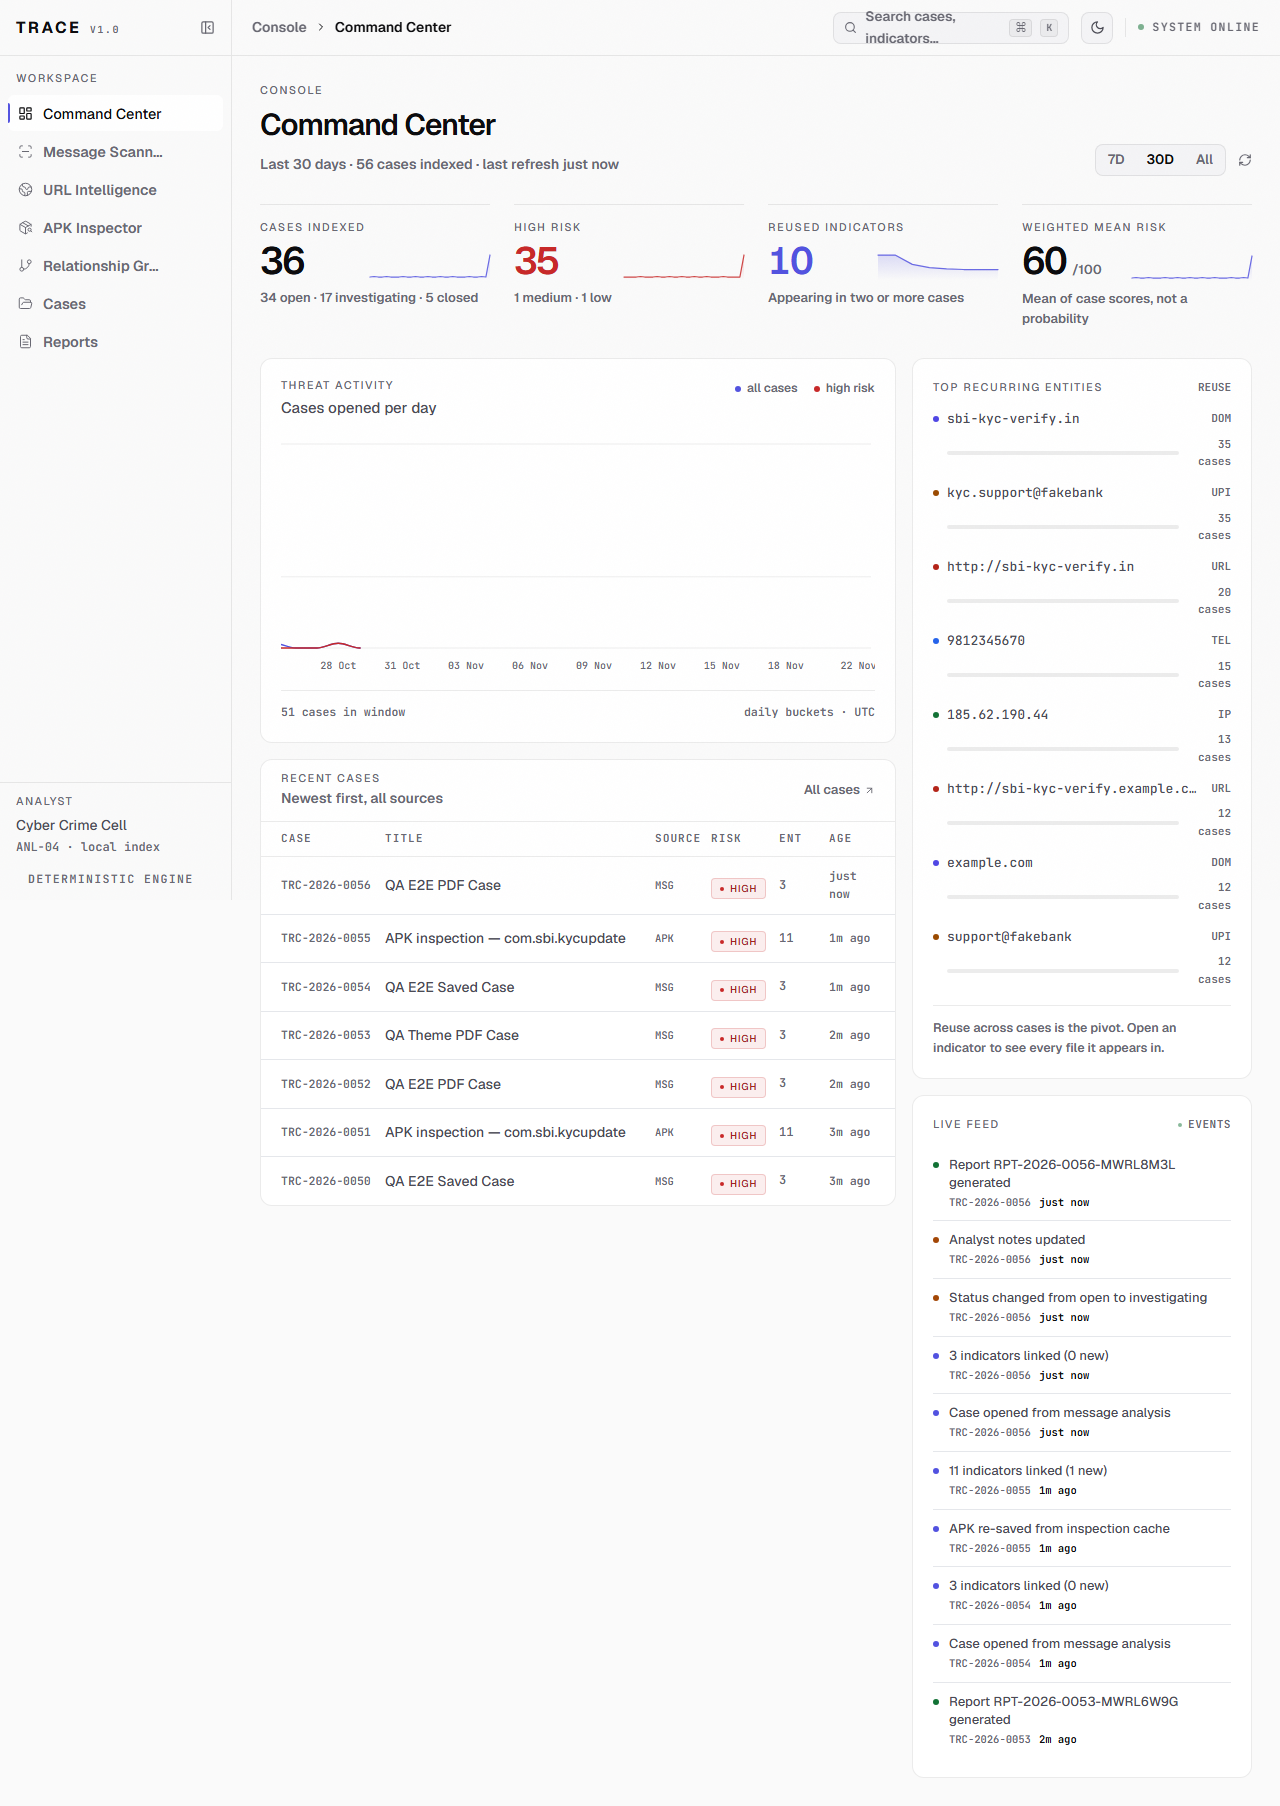 TRACE V1.0
Console > Command Center
Search cases, indicators…
⌘ K
SYSTEM ONLINE
WORKSPACE
Command Center
Message Scann…
URL Intelligence
APK Inspector
Relationship Gr…
Cases
Reports
ANALYST
Cyber Crime Cell
ANL-04 · local index
DETERMINISTIC ENGINE
CONSOLE
Command Center
Last 30 days · 56 cases indexed · last refresh just now
7D 30D All
CASES INDEXED
36
34 open · 17 investigating · 5 closed
HIGH RISK
35
1 medium · 1 low
REUSED INDICATORS
10
Appearing in two or more cases
WEIGHTED MEAN RISK
60 /100
Mean of case scores, not a
probability
THREAT ACTIVITY
Cases opened per day
all cases high risk
28 Oct 31 Oct 03 Nov 06 Nov 09 Nov 12 Nov 15 Nov 18 Nov 22 Nov
51 cases in window
daily buckets · UTC
RECENT CASES
Newest first, all sources
All cases
CASE TITLE SOURCE RISK ENT AGE
TRC-2026-0056 QA E2E PDF Case MSG HIGH 3 just now
TRC-2026-0055 APK inspection — com.sbi.kycupdate APK HIGH 11 1m ago
TRC-2026-0054 QA E2E Saved Case MSG HIGH 3 1m ago
TRC-2026-0053 QA Theme PDF Case MSG HIGH 3 2m ago
TRC-2026-0052 QA E2E PDF Case MSG HIGH 3 2m ago
TRC-2026-0051 APK inspection — com.sbi.kycupdate APK HIGH 11 3m ago
TRC-2026-0050 QA E2E Saved Case MSG HIGH 3 3m ago
TOP RECURRING ENTITIES REUSE
sbi-kyc-verify.in DOM
35 cases
kyc.support@fakebank UPI
35 cases
http://sbi-kyc-verify.in URL
20 cases
9812345670 TEL
15 cases
185.62.190.44 IP
13 cases
http://sbi-kyc-verify.example.c… URL
12 cases
example.com DOM
12 cases
support@fakebank UPI
12 cases
Reuse across cases is the pivot. Open an
indicator to see every file it appears in.
LIVE FEED EVENTS
Report RPT-2026-0056-MWRL8M3L
generated
TRC-2026-0056 just now
Analyst notes updated
TRC-2026-0056 just now
Status changed from open to investigating
TRC-2026-0056 just now
3 indicators linked (0 new)
TRC-2026-0056 just now
Case opened from message analysis
TRC-2026-0056 just now
11 indicators linked (1 new)
TRC-2026-0055 1m ago
APK re-saved from inspection cache
TRC-2026-0055 1m ago
3 indicators linked (0 new)
TRC-2026-0054 1m ago
Case opened from message analysis
TRC-2026-0054 1m ago
Report RPT-2026-0053-MWRL6W9G
generated
TRC-2026-0053 2m ago